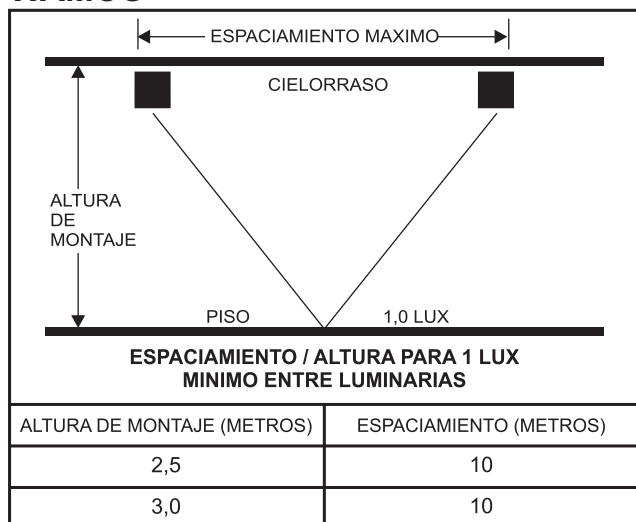 ESPACIAMIENTO MAXIMO
CIELORRASO
ALTURA
DE
MONTAJE
PISO 1,0 LUX
ESPACIAMIENTO / ALTURA PARA 1 LUX
MINIMO ENTRE LUMINARIAS
ALTURA DE MONTAJE (METROS) ESPACIAMIENTO (METROS)
2,5 10
3,0 10